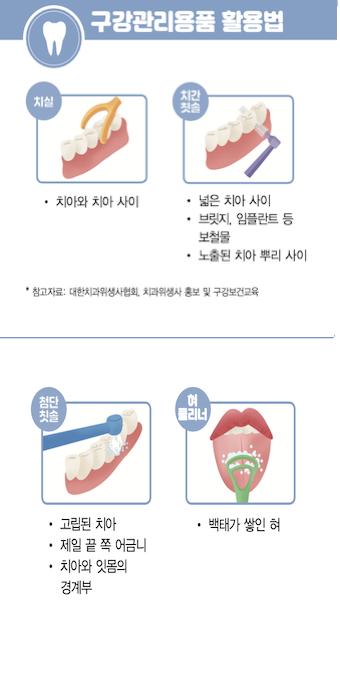 구강관리용품 활용법
치실
치간
칫솔
• 치아와 치아 사이
• 넓은 치아 사이
• 브릿지, 임플란트 등
보철물
• 노출된 치아 뿌리 사이
* 참고자료: 대한치과위생사협회, 치과위생사 홍보 및 구강보건교육
첨단
칫솔
혀
클리너
• 고립된 치아
• 제일 끝 쪽 어금니
• 치아와 잇몸의
경계부
• 백태가 쌓인 혀